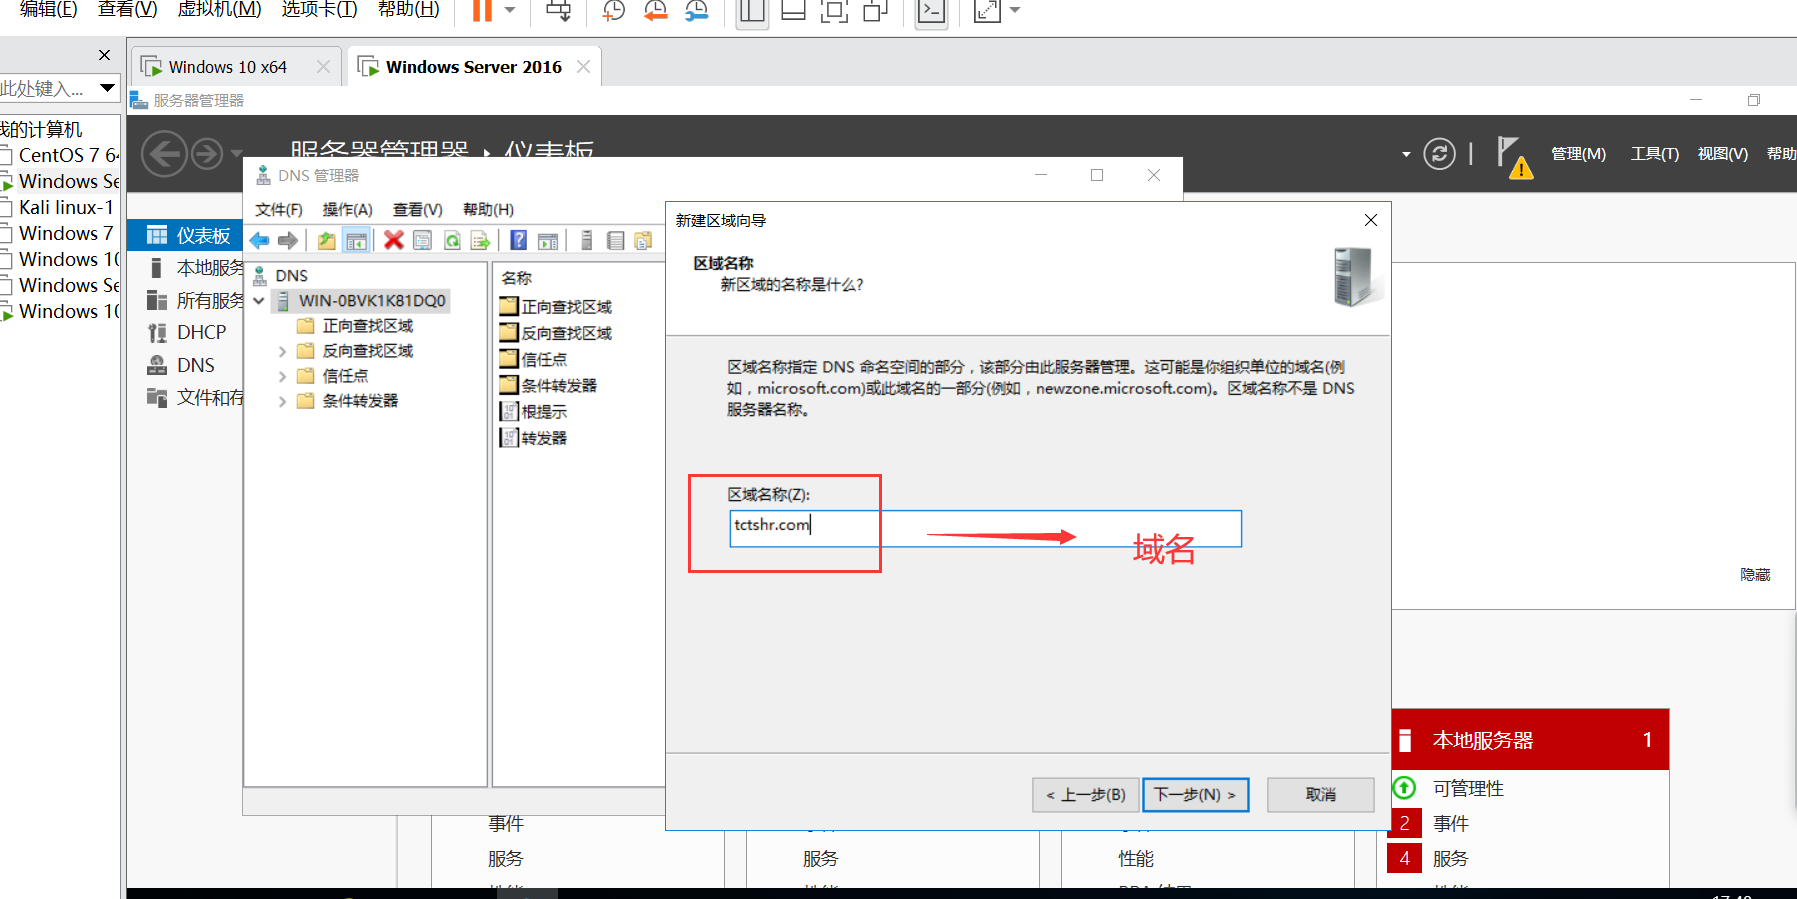 编辑(E) 查看(V) 虚拟机(M) 选项卡(T) 帮助(H)
Windows 10 x64
Windows Server 2016
此处键入...
服务器管理器
我的计算机
CentOS 7 64
Windows Se
Kali linux-1
Windows 7
Windows 10
Windows Se
Windows 10
服务器管理器 · 仪表板
管理(M) 工具(T) 视图(V) 帮助
仪表板
本地服务
所有服务
DHCP
DNS
文件和存
DNS 管理器
文件(F) 操作(A) 查看(V) 帮助(H)
DNS
WIN-0BVK1K81DQ0
正向查找区域
反向查找区域
信任点
条件转发器
名称
正向查找区域
反向查找区域
信任点
条件转发器
根提示
转发器
新建区域向导
区域名称
新区域的名称是什么?
区域名称指定 DNS 命名空间的部分，该部分由此服务器管理。这可能是你组织单位的域名(例
如，microsoft.com)或此域名的一部分(例如，newzone.microsoft.com)。区域名称不是 DNS
服务器名称。
区域名称(Z):
tctshr.com
域名
< 上一步(B) 下一步(N) > 取消
隐藏
本地服务器 1
可管理性
2 事件
4 服务
事件
服务
服务
性能